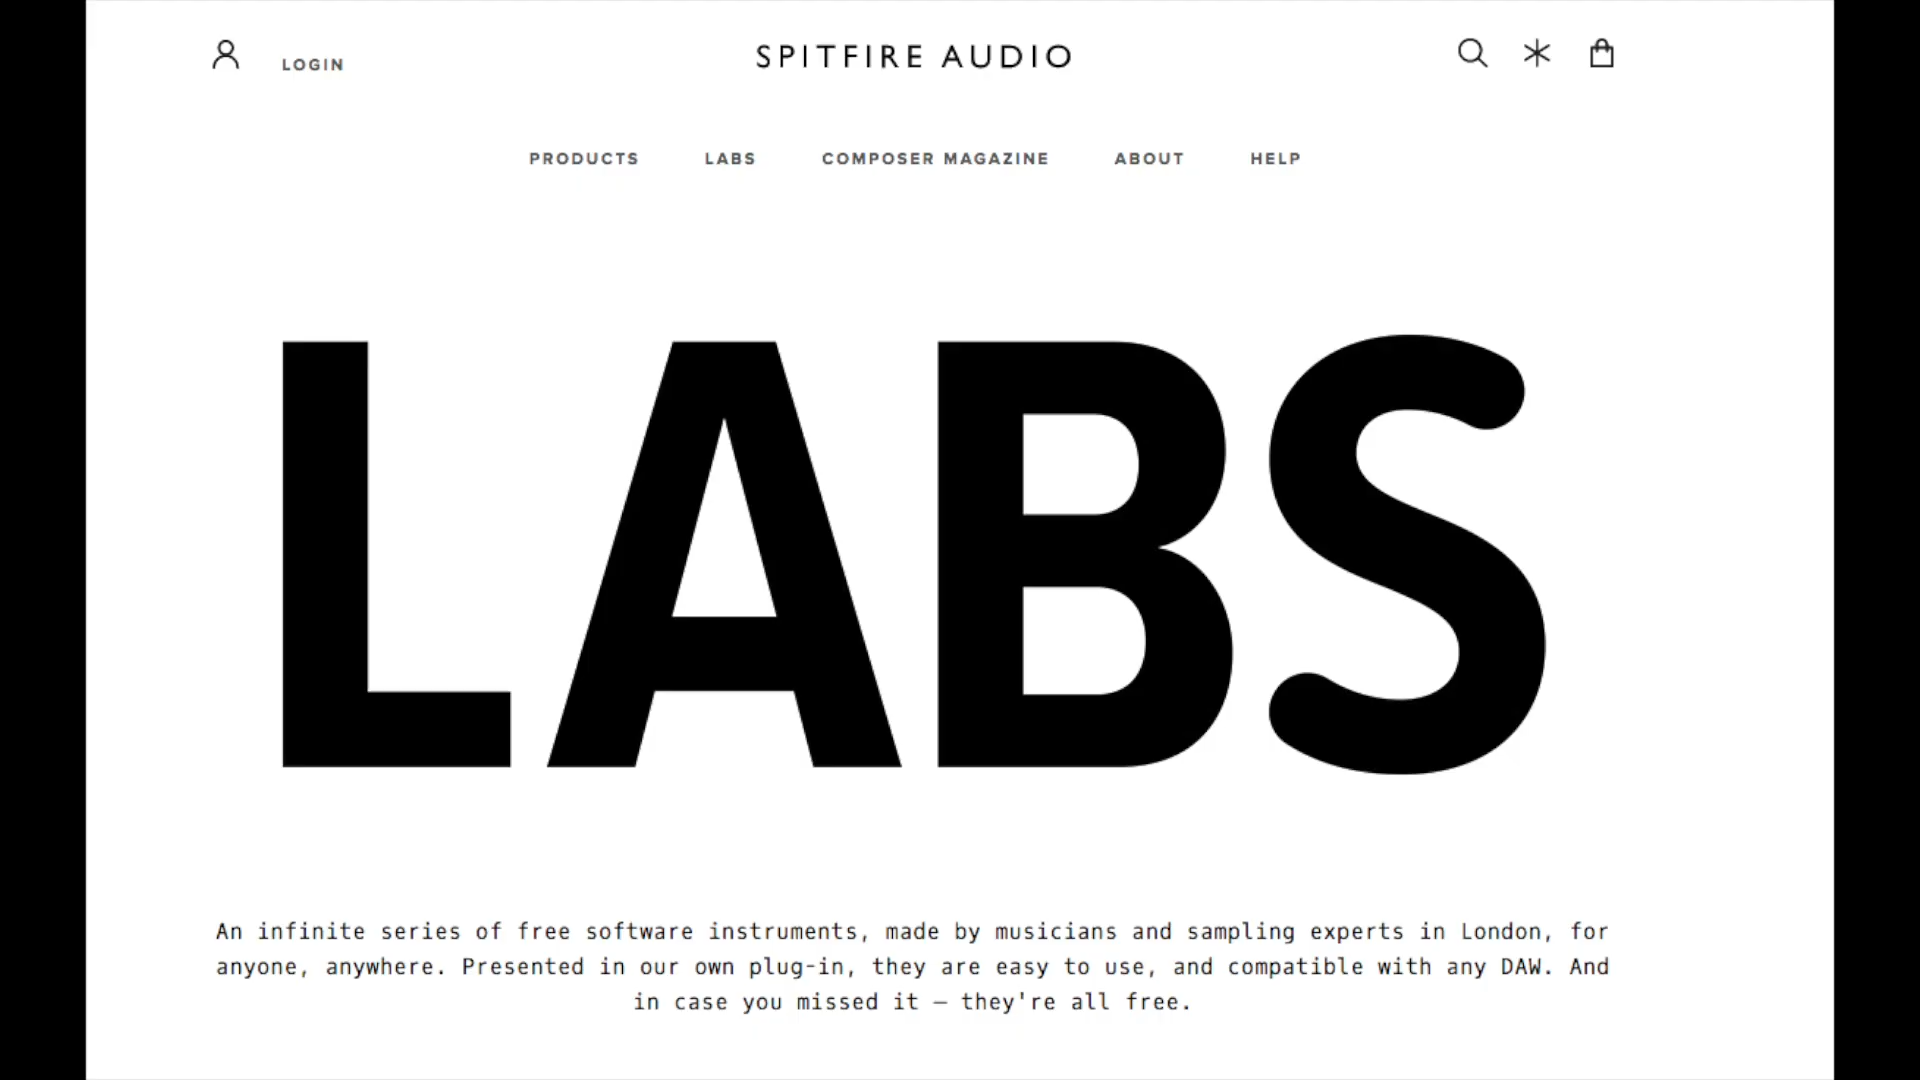 LOGIN
SPITFIRE AUDIO
PRODUCTS LABS COMPOSER MAGAZINE ABOUT HELP
LABS
An infinite series of free software instruments, made by musicians and sampling experts in London, for
anyone, anywhere. Presented in our own plug-in, they are easy to use, and compatible with any DAW. And
in case you missed it – they're all free.